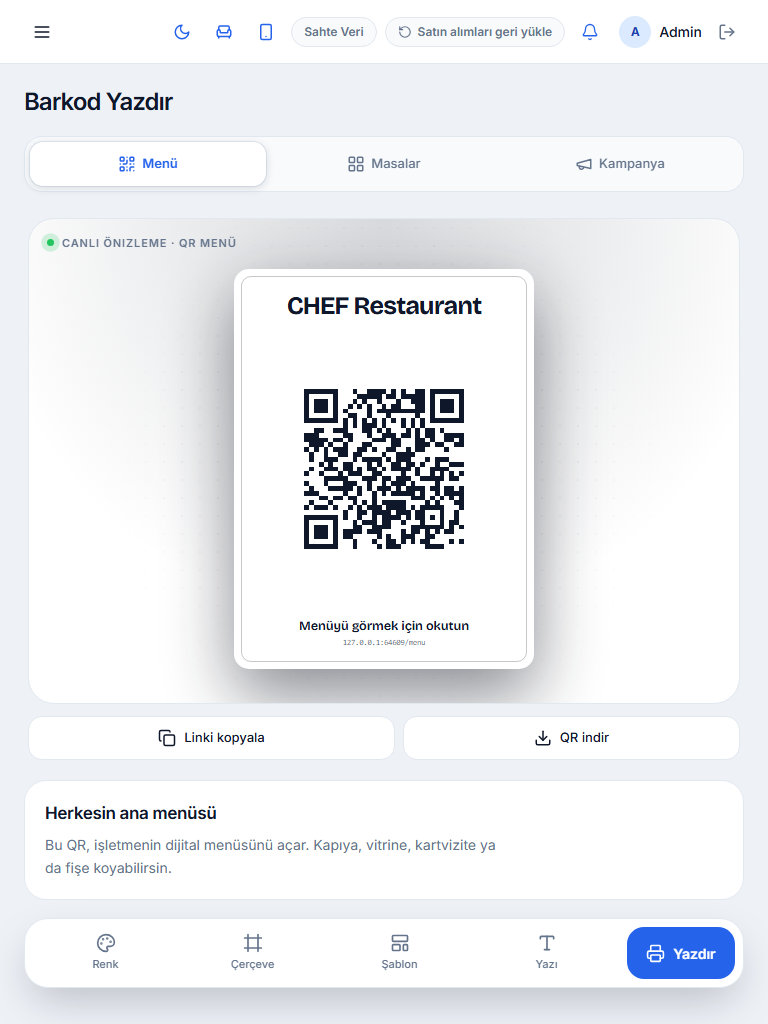 Sahte Veri
Satın alımları geri yükle
A
Admin
Barkod Yazdır
Menü
Masalar
Kampanya
CANLI ÖNİZLEME · QR MENÜ
CHEF Restaurant
Menüyü görmek için okutun
127.0.0.1:64609/menu
Linki kopyala
QR indir
Herkesin ana menüsü
Bu QR, işletmenin dijital menüsünü açar. Kapıya, vitrine, kartvizite ya
da fişe koyabilirsin.
Renk
Çerçeve
Şablon
Yazı
Yazdır